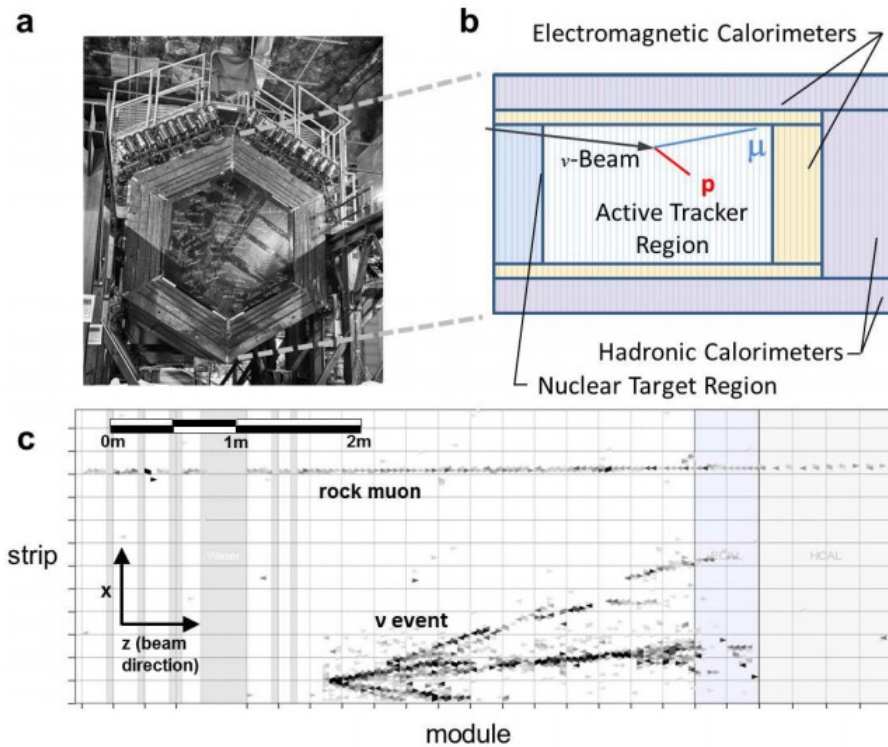 a
b
Electromagnetic Calorimeters
ν-Beam
μ
p
Active Tracker
Region
Hadronic Calorimeters
Nuclear Target Region
c
0m 1m 2m
rock muon
strip
Water
ECAL
HCAL
x
z (beam
direction)
ν event
module